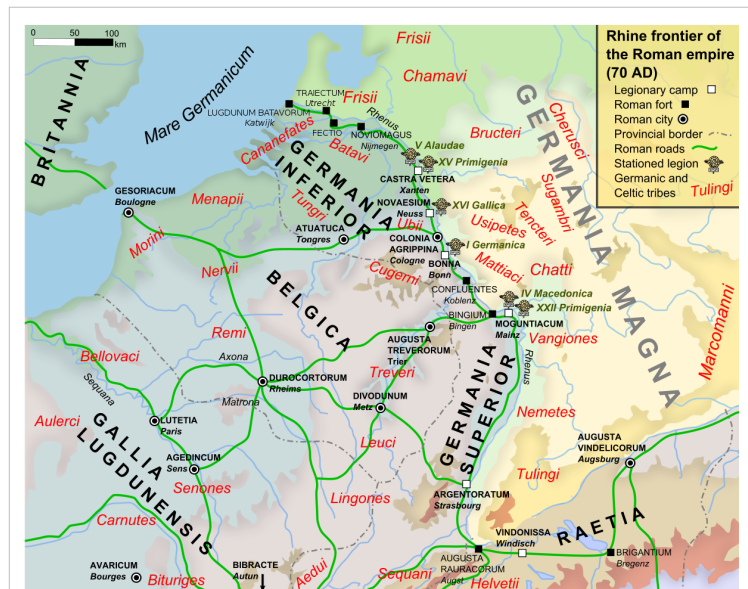 Rhine frontier of
the Roman empire
(70 AD)
Legionary camp
Roman fort
Roman city
Provincial border
Roman roads
Stationed legion
Germanic and
Celtic tribes
Tulingi
0
50
100
km
BRITANNIA
Mare Germanicum
Frisii
Chamavi
TRAIECTUM
Utrecht
Frisii
LUGDUNUM BATAVORUM
Katwijk
FECTIO
Rhenus
NOVIOMAGUS
Nijmegen
Cananefates
Batavi
GERMANIA
INFERIOR
Bructeri
Cherusci
GERMANIA MAGNA
V Alaudae
XV Primigenia
CASTRA VETERA
Xanten
Sugambri
Tencteri
Usipetes
GESORIACUM
Boulogne
Menapii
Tungri
NOVAESIUM
Neuss
XVI Gallica
Morini
ATUATUCA
Tongres
Ubii
COLONIA
AGRIPPINA
Cologne
I Germanica
BONNA
Bonn
Mattiaci
Chatti
Nervii
Cugerni
CONFLUENTES
Koblenz
IV Macedonica
XXII Primigenia
BELGICA
BINGIUM
Bingen
MOGUNTIACUM
Mainz
Vangiones
Marcomanni
Remi
AUGUSTA
TREVERORUM
Trier
Bellovaci
Axona
Rhenus
Treveri
Sequana
DUROCORTORUM
Rheims
Matrona
DIVODUNUM
Metz
GERMANIA
SUPERIOR
Nemetes
Aulerci
LUTETIA
Paris
GALLIA
LUGDUNENSIS
Leuci
AUGUSTA
VINDELICORUM
Augsburg
AGEDINCUM
Sens
Senones
Lingones
ARGENTORATUM
Strasbourg
Tulingi
Carnutes
VINDONISSA
Windisch
RAETIA
AVARICUM
Bourges
Bituriges
BIBRACTE
Autun
Aedui
Sequani
AUGUSTA
RAURACORUM
Augst
Helvetii
BRIGANTIUM
Bregenz